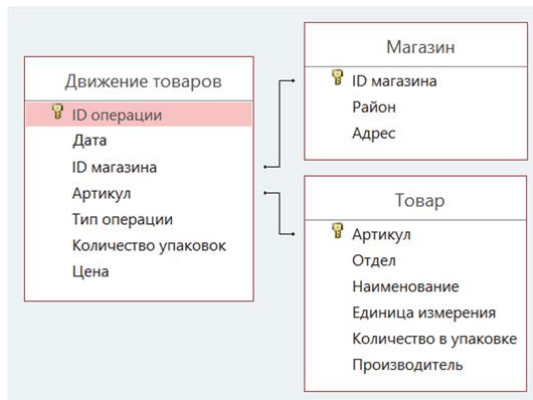 Движение товаров
ID операции
Дата
ID магазина
Артикул
Тип операции
Количество упаковок
Цена
Магазин
ID магазина
Район
Адрес
Товар
Артикул
Отдел
Наименование
Единица измерения
Количество в упаковке
Производитель